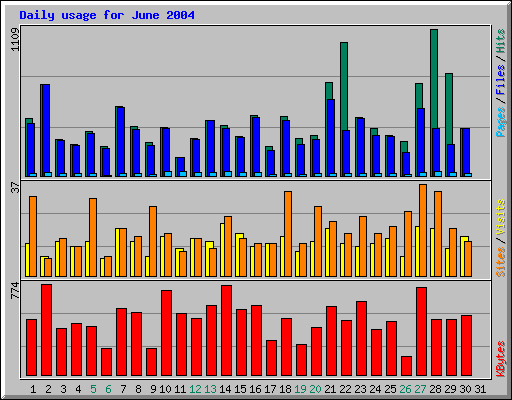 Daily usage for June 2004
1109
Pages / Files / Hits
37
Sites / Visits
774
KBytes
1 2 3 4 5 6 7 8 9 10 11 12 13 14 15 16 17 18 19 20 21 22 23 24 25 26 27 28 29 30 31